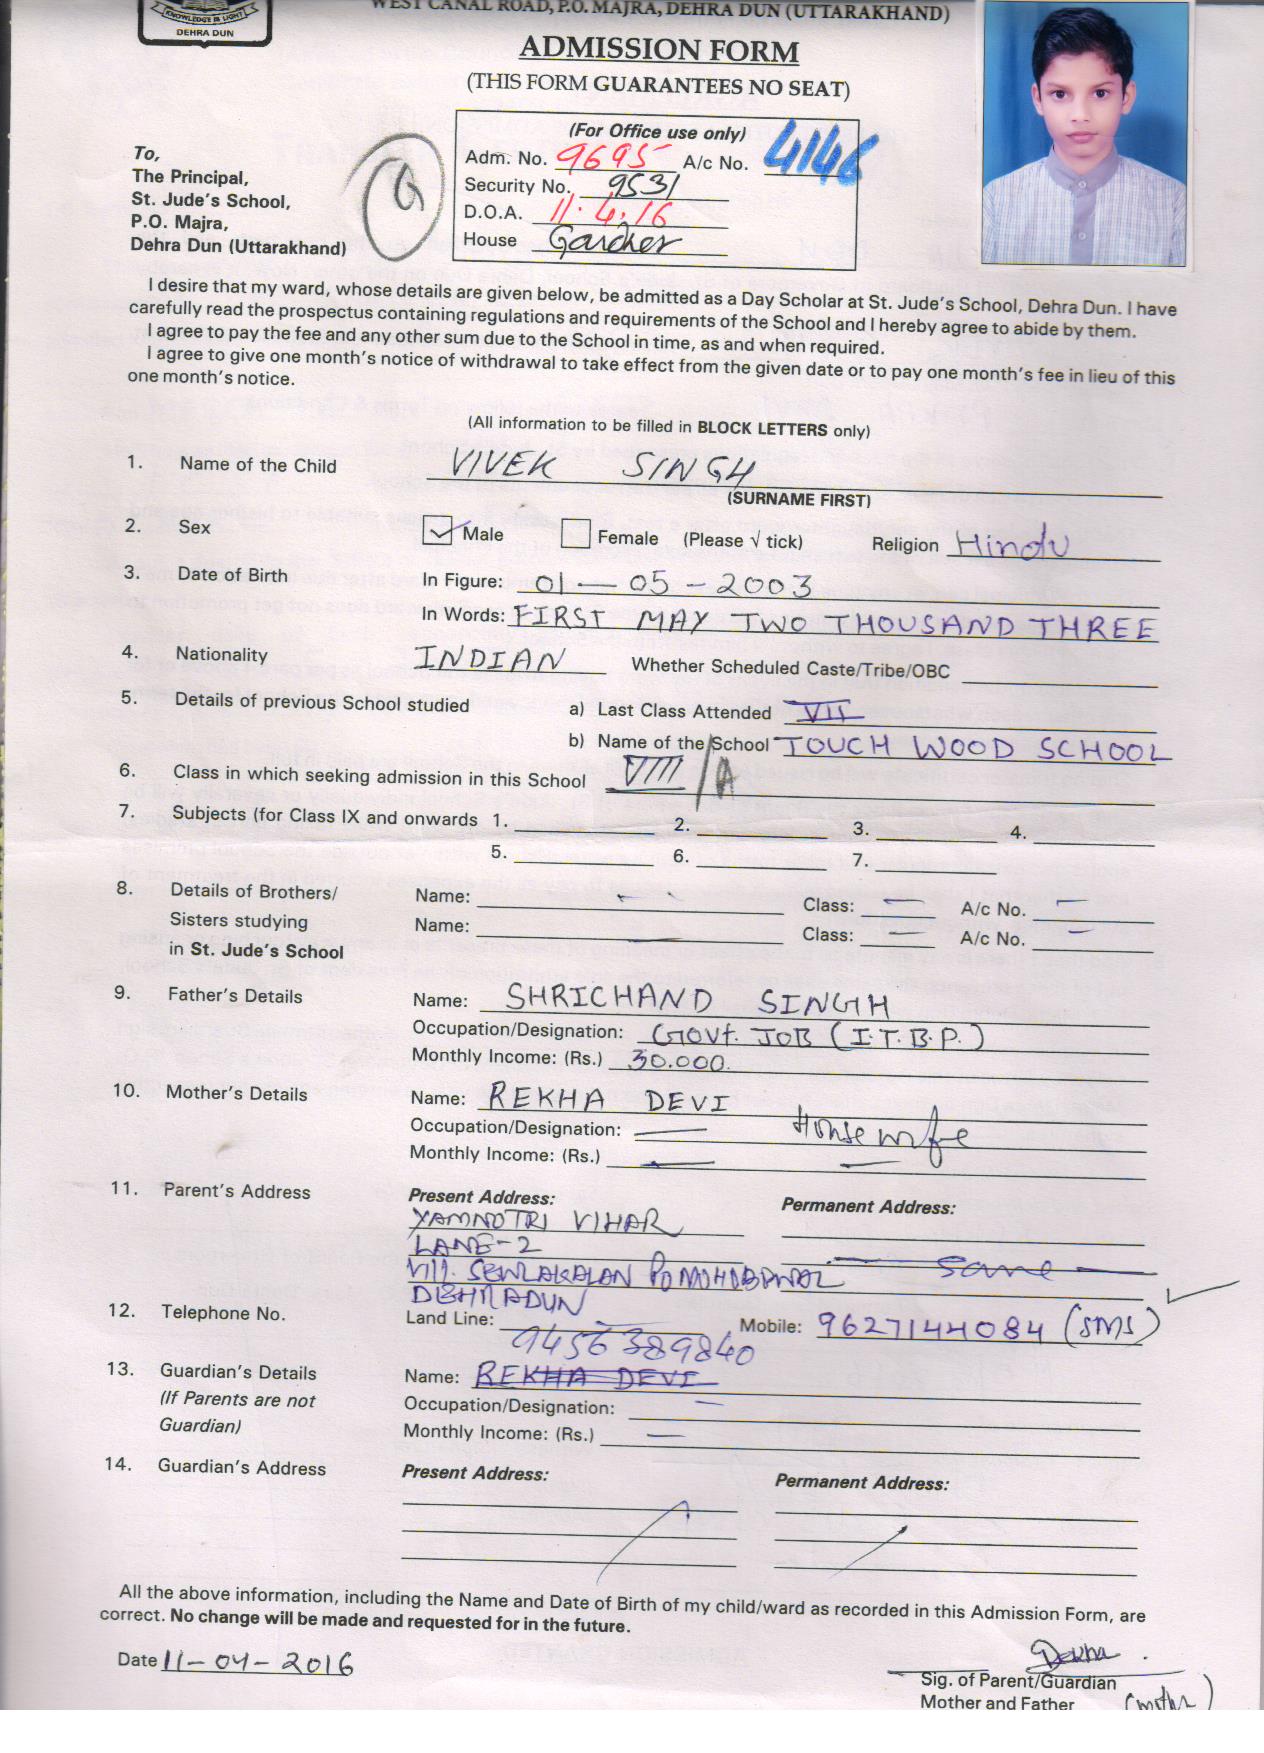 KNOWLEDGE IS LIGHT
DEHRA DUN
WEST CANAL ROAD, P.O. MAJRA, DEHRA DUN (UTTARAKHAND)
ADMISSION FORM
(THIS FORM GUARANTEES NO SEAT)
(For Office use only)
Adm. No. 9695 A/c No. 4146
Security No. 9531
D.O.A. 11.4.16
House
To,
The Principal,
St. Jude's School,
P.O. Majra,
Dehra Dun (Uttarakhand)
I desire that my ward, whose details are given below, be admitted as a Day Scholar at St. Jude's School, Dehra Dun. I have
carefully read the prospectus containing regulations and requirements of the School and I hereby agree to abide by them.
I agree to pay the fee and any other sum due to the School in time, as and when required.
I agree to give one month's notice of withdrawal to take effect from the given date or to pay one month's fee in lieu of this
one month's notice.
(All information to be filled in BLOCK LETTERS only)
1. Name of the Child VIVEK SINGH
(SURNAME FIRST)
2. Sex Male Female (Please √ tick) Religion Hindu
3. Date of Birth In Figure: 01-05-2003
In Words: FIRST MAY TWO THOUSAND THREE
4. Nationality INDIAN Whether Scheduled Caste/Tribe/OBC
5. Details of previous School studied a) Last Class Attended VII
b) Name of the School TOUCH WOOD SCHOOL
6. Class in which seeking admission in this School VIII/A
7. Subjects (for Class IX and onwards 1. 2. 3. 4.
5. 6. 7.
8. Details of Brothers/ Name: Class: A/c No.
Sisters studying Name: Class: A/c No.
in St. Jude's School
9. Father's Details Name: SHRICHAND SINGH
Occupation/Designation: GOVt. JOB (I.T.B.P.)
Monthly Income: (Rs.) 30.000.
10. Mother's Details Name: REKHA DEVI
Occupation/Designation: House wife
Monthly Income: (Rs.)
11. Parent's Address Present Address: Permanent Address:
YAMNOTRI VIHAR
LANE-2
Vill. SEWLAKALAN PO MOHOBBWAL Same
DEHRADUN
12. Telephone No. Land Line: Mobile: 9627144084 (SMS)
9456389840
13. Guardian's Details Name: REKHA DEVI
(If Parents are not Occupation/Designation:
Guardian) Monthly Income: (Rs.)
14. Guardian's Address Present Address: Permanent Address:
All the above information, including the Name and Date of Birth of my child/ward as recorded in this Admission Form, are
correct. No change will be made and requested for in the future.
Date 11-04-2016 Rekha
Sig. of Parent/Guardian
Mother and Father (mother)